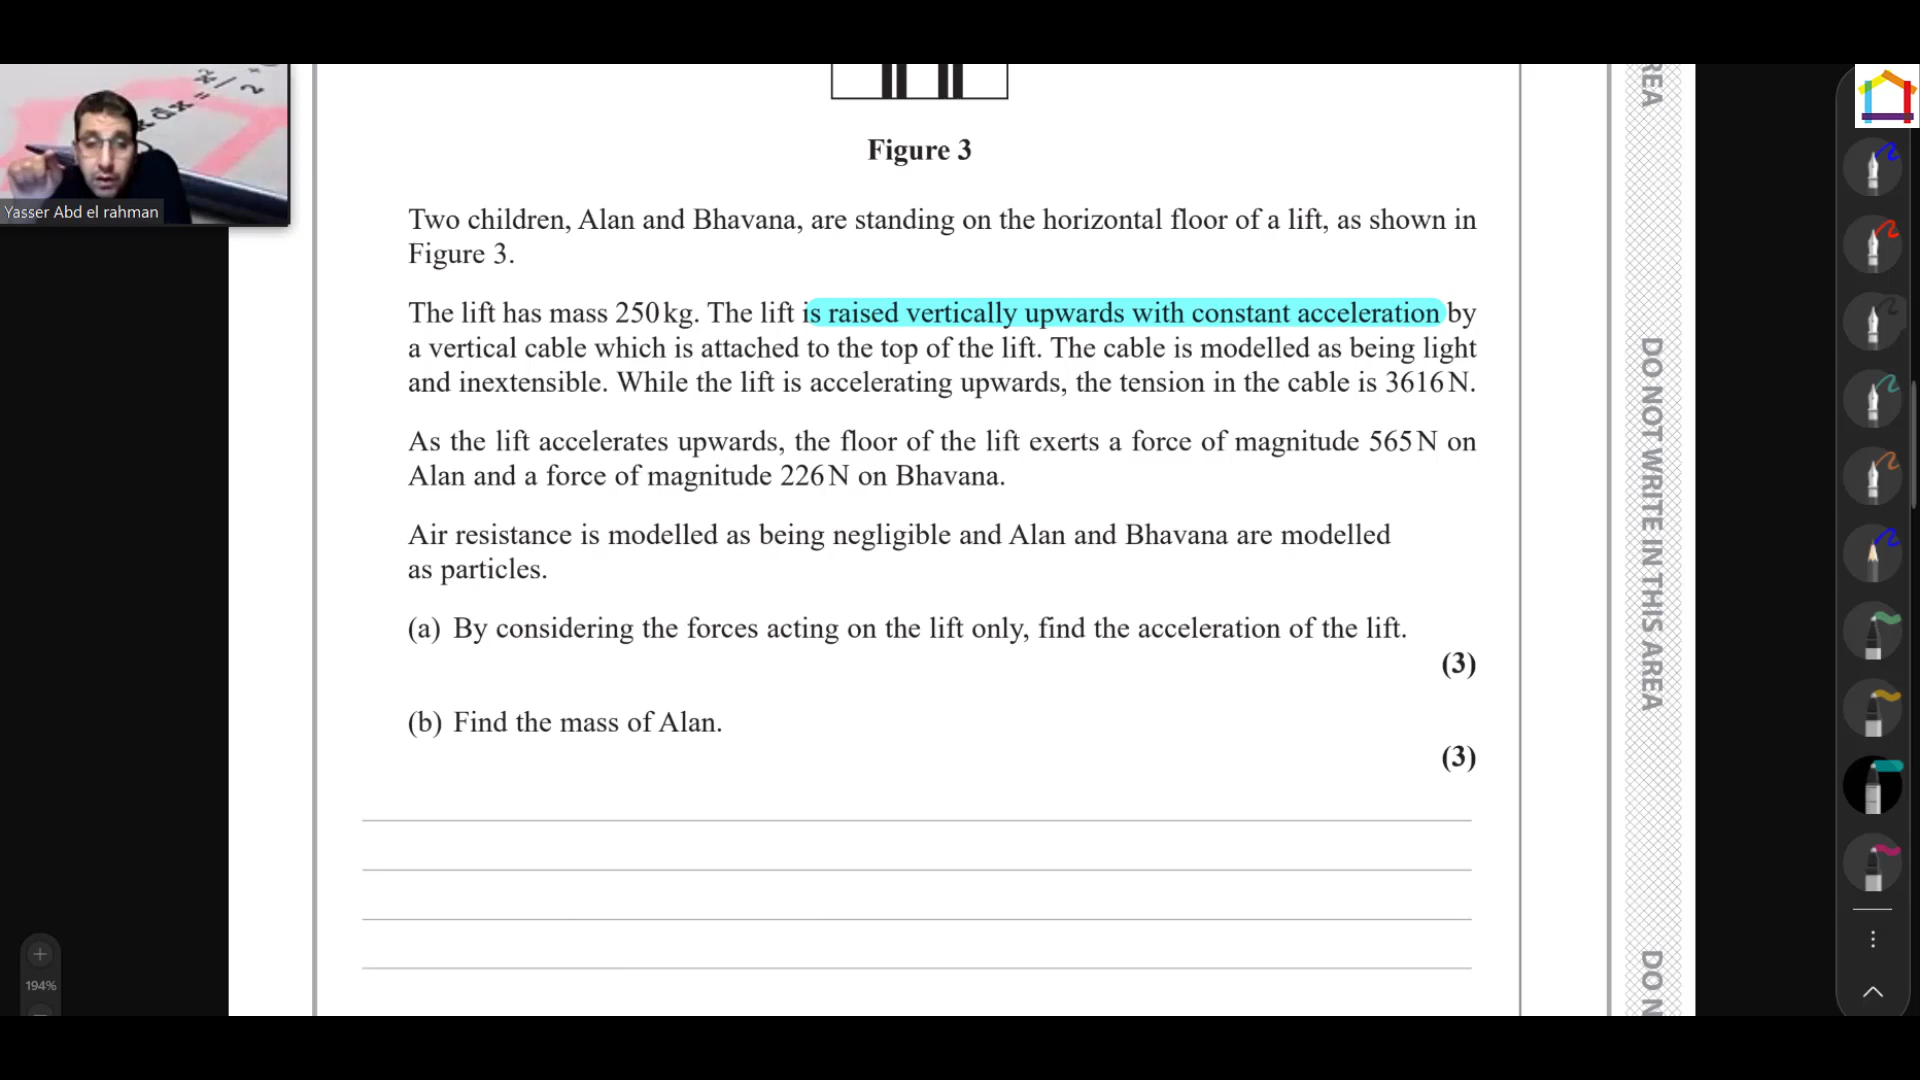 REA
Figure 3
Yasser Abd el rahman
Two children, Alan and Bhavana, are standing on the horizontal floor of a lift, as shown in
Figure 3.
The lift has mass 250 kg. The lift is raised vertically upwards with constant acceleration by
a vertical cable which is attached to the top of the lift. The cable is modelled as being light
and inextensible. While the lift is accelerating upwards, the tension in the cable is 3616 N.
As the lift accelerates upwards, the floor of the lift exerts a force of magnitude 565 N on
Alan and a force of magnitude 226 N on Bhavana.
Air resistance is modelled as being negligible and Alan and Bhavana are modelled
as particles.
(a) By considering the forces acting on the lift only, find the acceleration of the lift.
(3)
(b) Find the mass of Alan.
(3)
DO NOT WRITE IN THIS AREA
DO N
194%